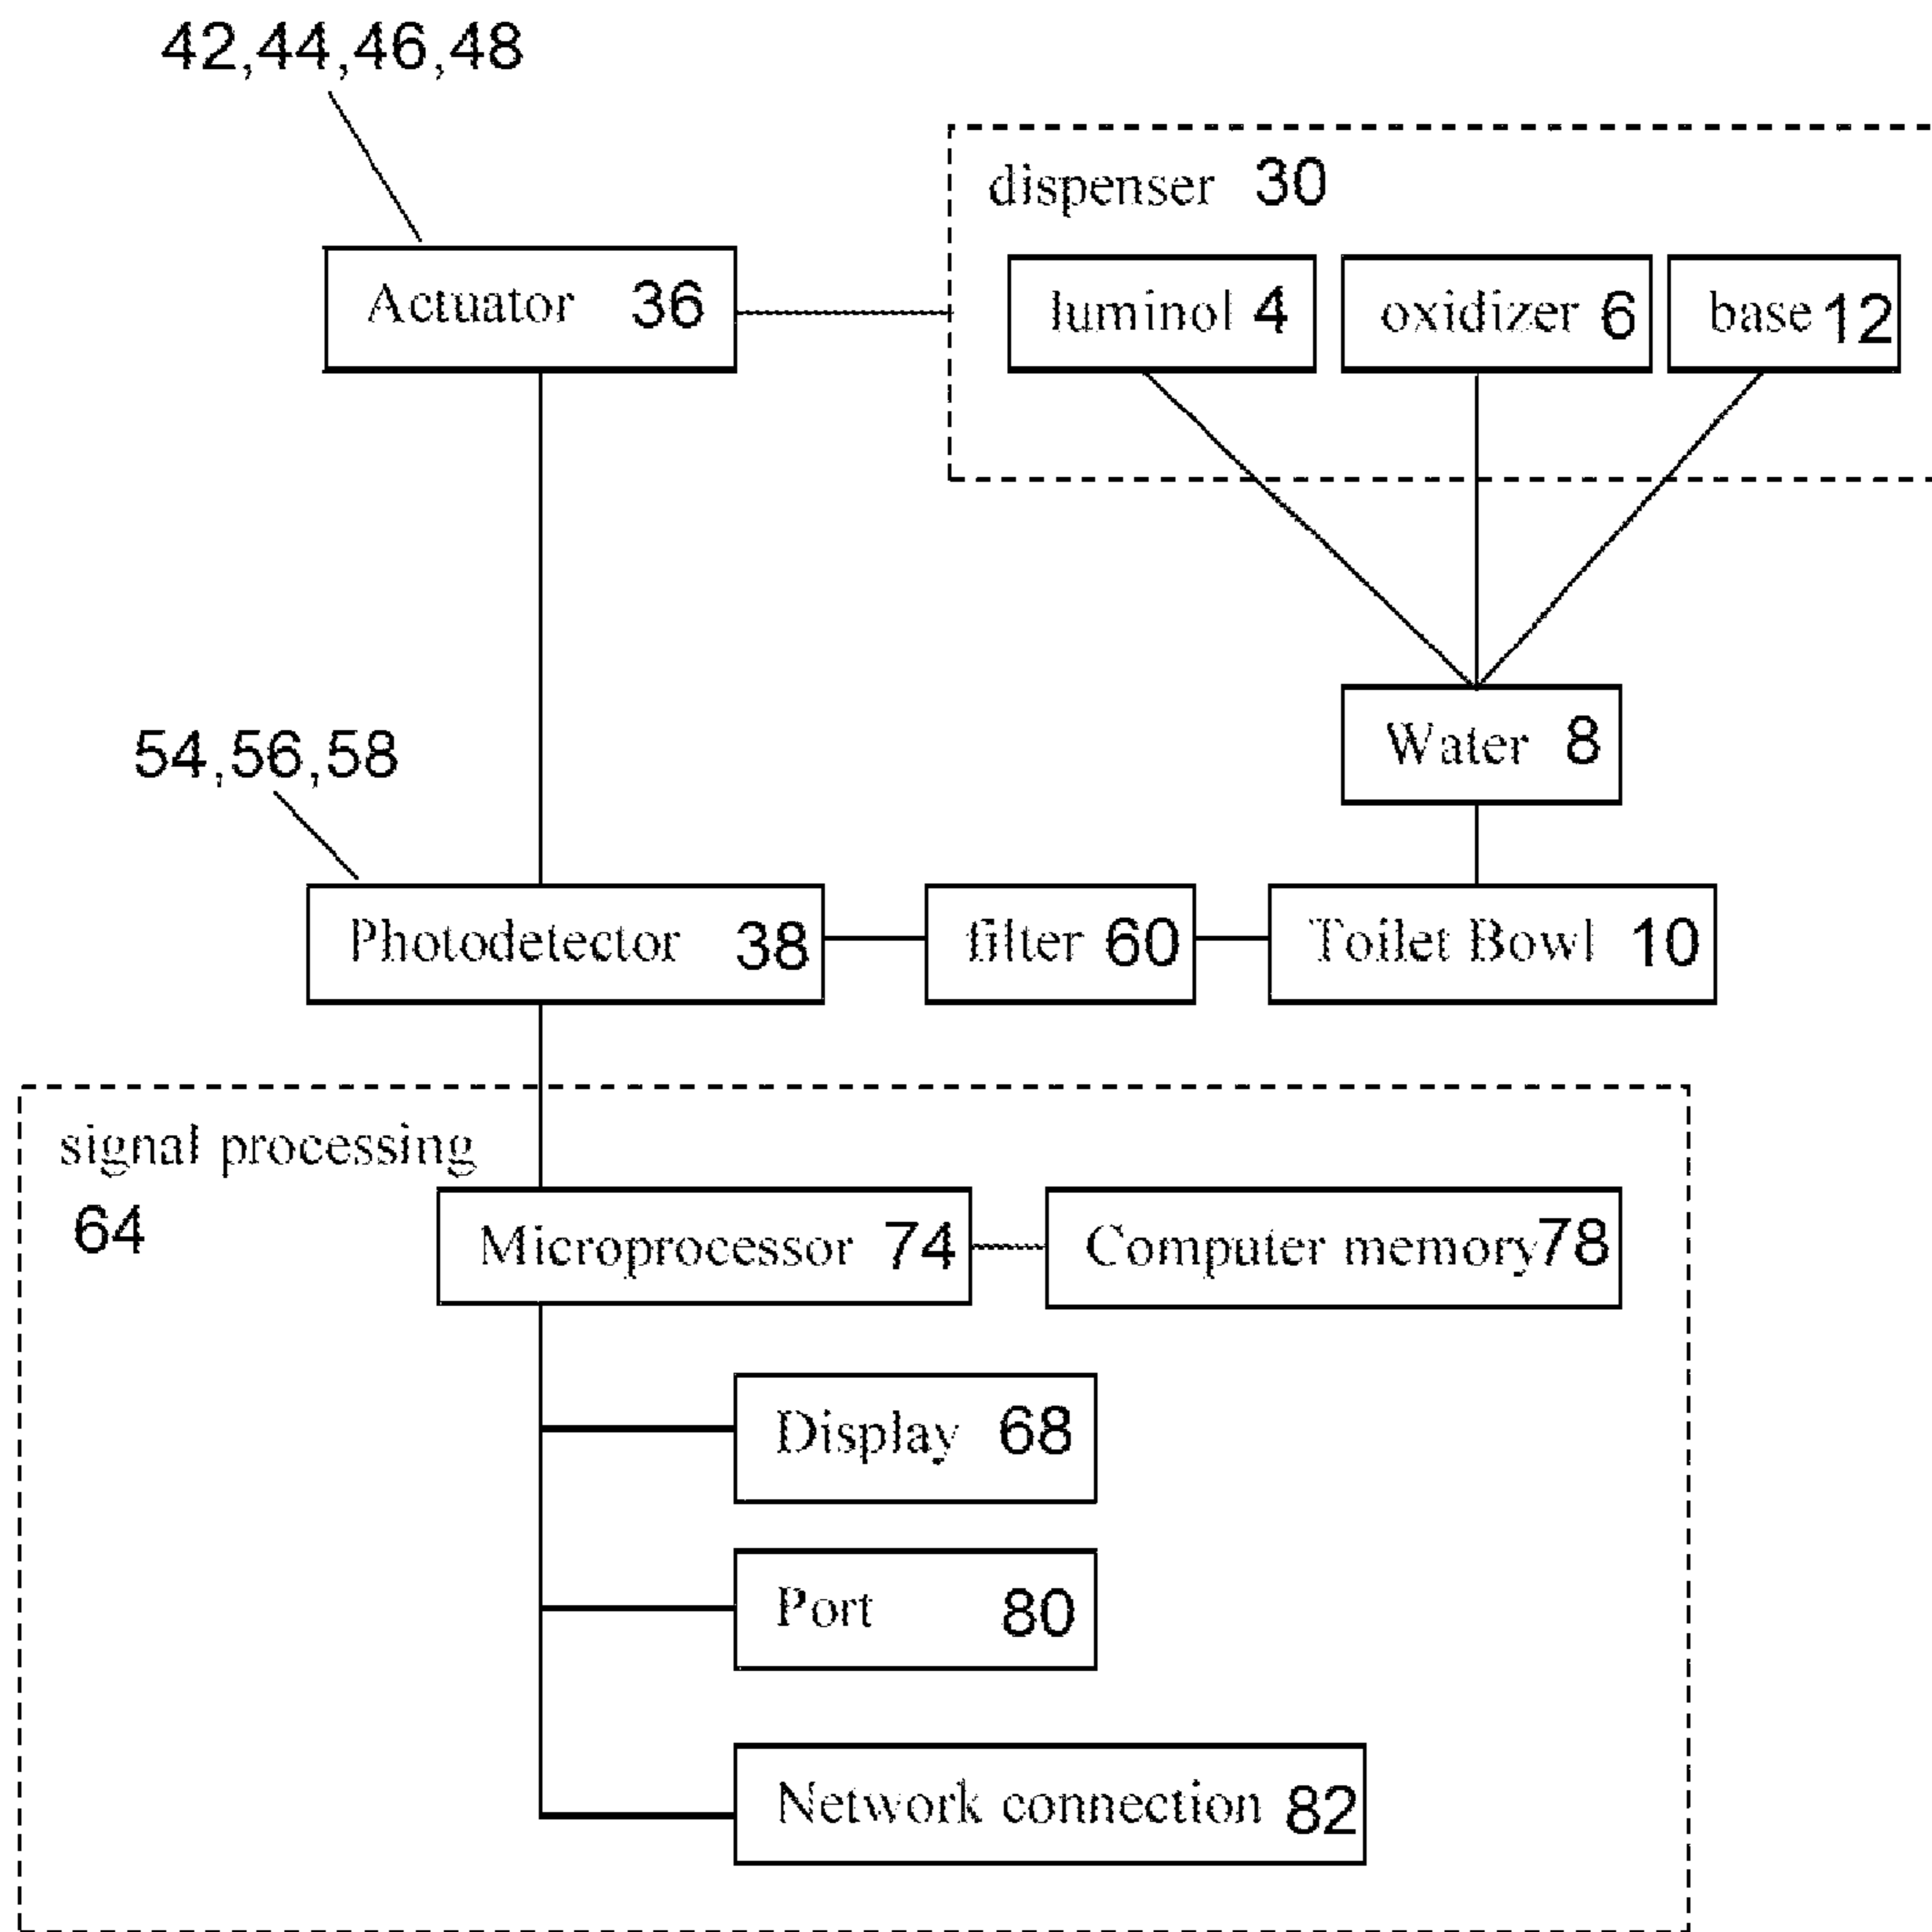 42,44,46,48
dispenser 30
Actuator 36
luminol 4
oxidizer 6
base 12
Water 8
54,56,58
Photodetector 38
filter 60
Toilet Bowl 10
signal processing
64
Microprocessor 74
Computer memory 78
Display 68
Port 80
Network connection 82